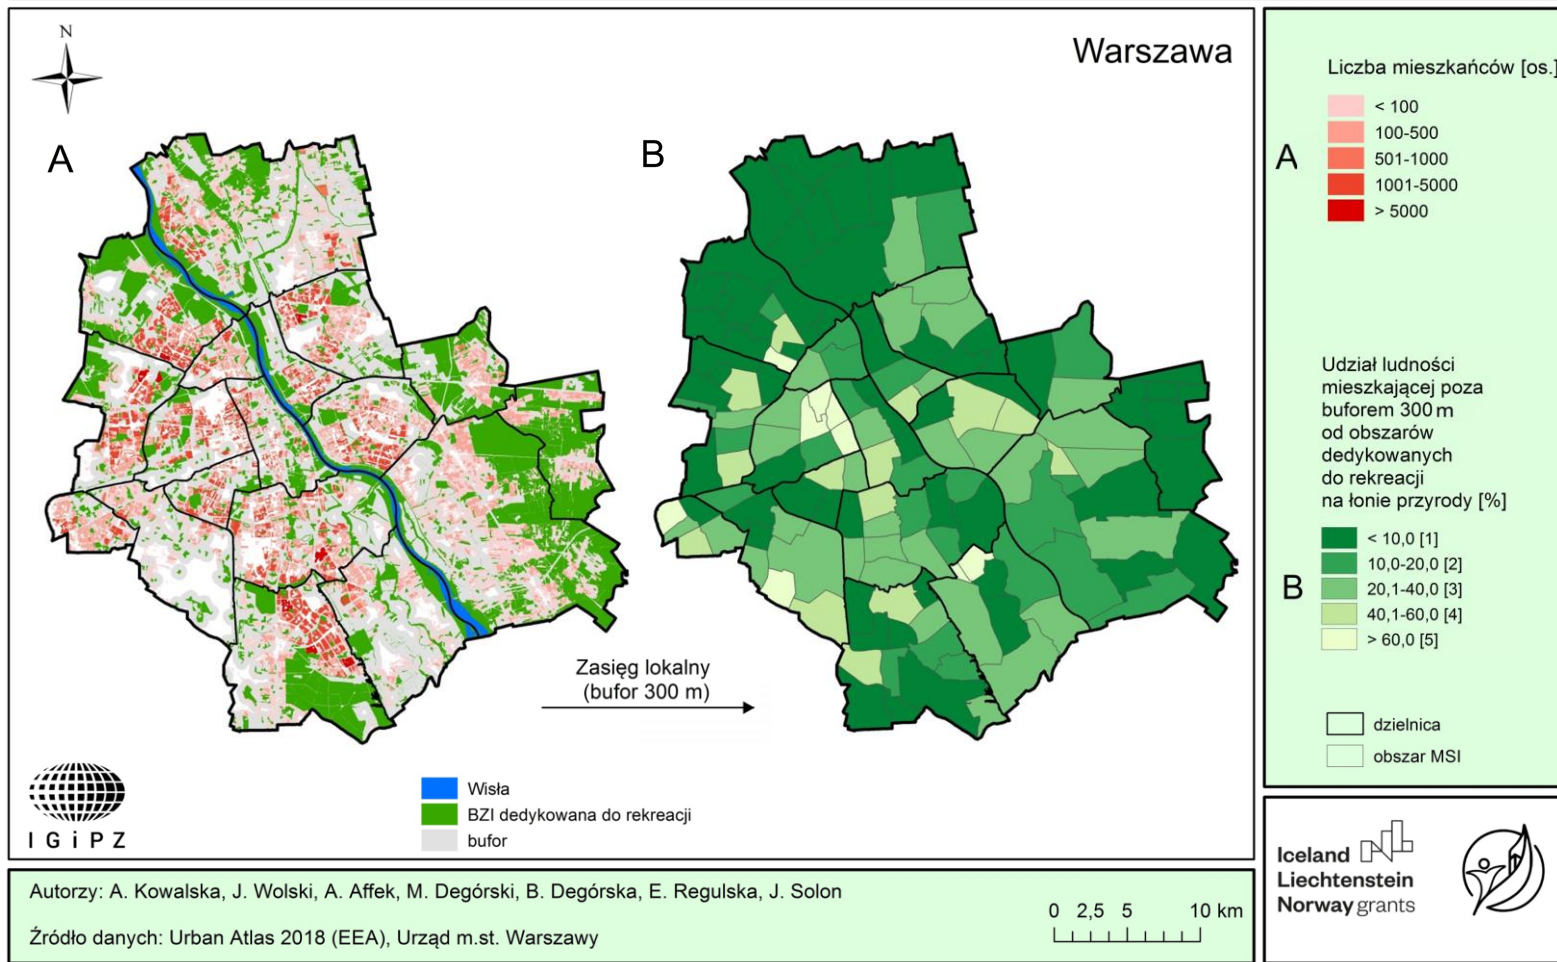 N
Warszawa
A
B
Zasięg lokalny
(bufor 300 m)
Wisła
BZI dedykowana do rekreacji
bufor
I G i P Z
Liczba mieszkańców [os.]
A
< 100
100-500
501-1000
1001-5000
> 5000
Udział ludności
mieszkającej poza
buforem 300 m
od obszarów
dedykowanych
do rekreacji
na łonie przyrody [%]
B
< 10,0 [1]
10,0-20,0 [2]
20,1-40,0 [3]
40,1-60,0 [4]
> 60,0 [5]
dzielnica
obszar MSI
Autorzy: A. Kowalska, J. Wolski, A. Affek, M. Degórski, B. Degórska, E. Regulska, J. Solon
Źródło danych: Urban Atlas 2018 (EEA), Urząd m.st. Warszawy
0 2,5 5 10 km
Iceland
Liechtenstein
Norway grants